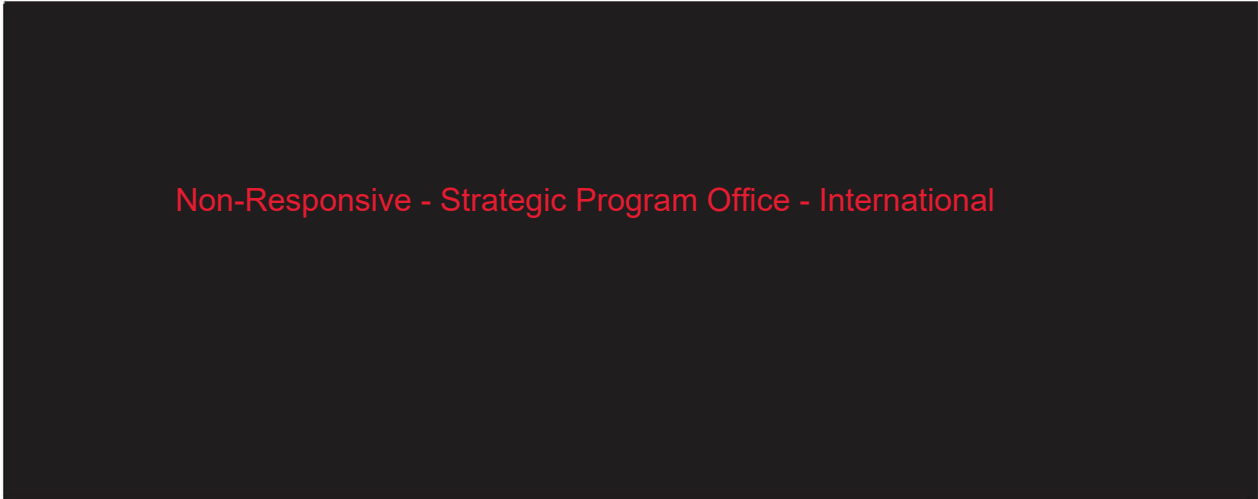 Non-Responsive - Strategic Program Office - International